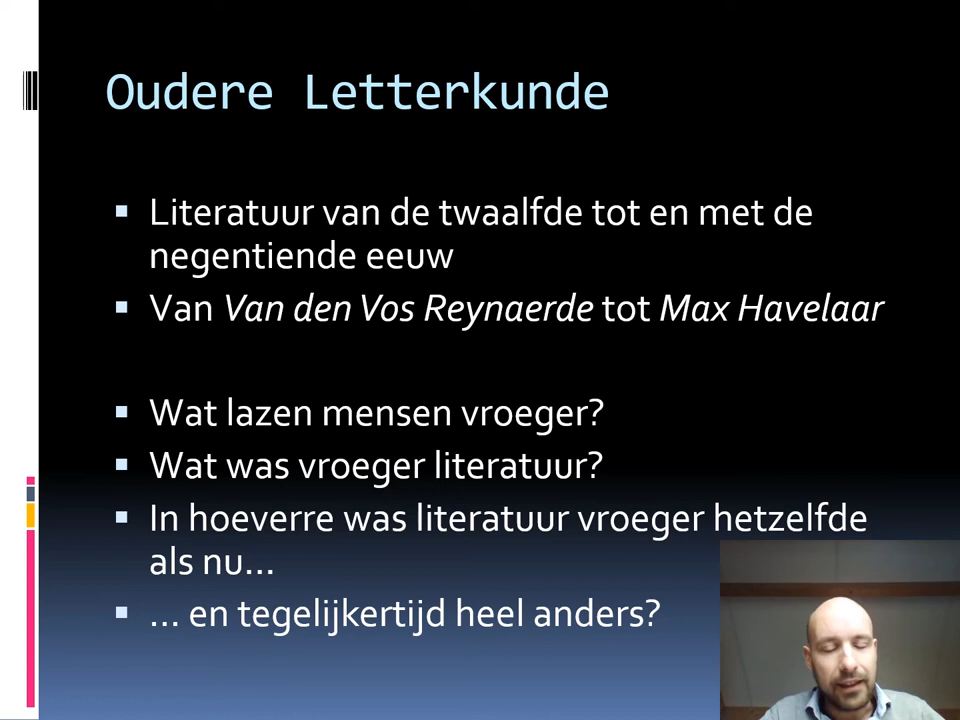 Oudere Letterkunde
Literatuur van de twaalfde tot en met de
negentiende eeuw
Van Van den Vos Reynaerde tot Max Havelaar
Wat lazen mensen vroeger?
Wat was vroeger literatuur?
In hoeverre was literatuur vroeger hetzelfde
als nu...
... en tegelijkertijd heel anders?